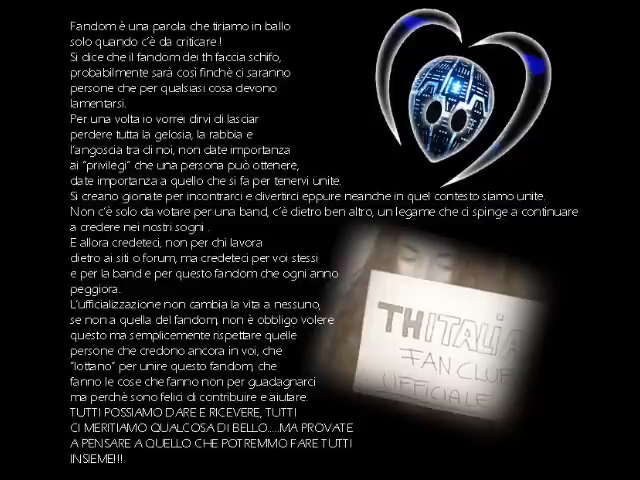 Fandom è una parola che tiriamo in ballo
solo quando c'è da criticare !
Si dice che il fandom dei th faccia schifo,
probabilmente sarà così finchè ci saranno
persone che per qualsiasi cosa devono
lamentarsi.
Per una volta io vorrei dirvi di lasciar
perdere tutta la gelosia, la rabbia e
l'angoscia tra di noi, non date importanza
ai "privilegi" che una persona può ottenere,
date importanza a quello che si fa per tenervi unite.
Si creano gionate per incontrarci e divertirci eppure neanche in quel contesto siamo unite.
Non c'è solo da votare per una band, c'è dietro ben altro, un legame che ci spinge a continuare
a credere nei nostri sogni .
E allora credeteci, non per chi lavora
dietro ai siti o forum, ma credeteci per voi stessi
e per la band e per questo fandom che ogni anno
peggiora.
L'ufficializzazione non cambia la vita a nessuno,
se non a quella del fandom, non è obbligo volere
questo ma semplicemente rispettare quelle
persone che credono ancora in voi, che
"lottano" per unire questo fandom, che
fanno le cose che fanno non per guadagnarci
ma perchè sono felici di contribuire e aiutare.
TUTTI POSSIAMO DARE E RICEVERE, TUTTI
CI MERITIAMO QUALCOSA DI BELLO.....MA PROVATE
A PENSARE A QUELLO CHE POTREMMO FARE TUTTI
INSIEME!!!
THITALIA
FAN CLUB
UFFICIALE